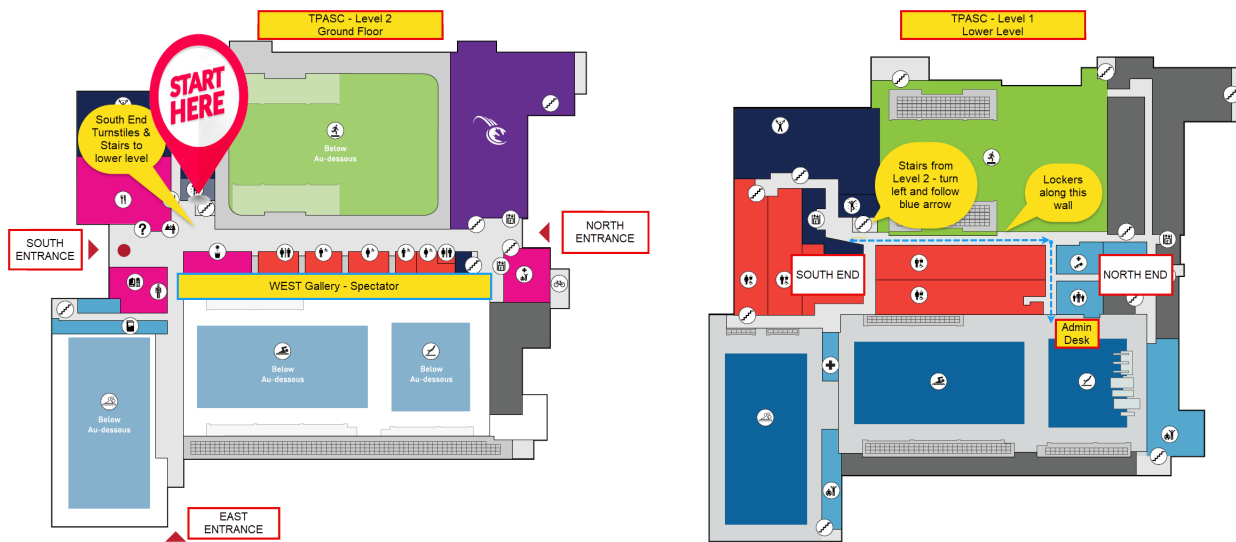 TPASC - Level 2
Ground Floor
START
HERE
South End
Turnstiles &
Stairs to
lower level
Below
Au-dessous
SOUTH
ENTRANCE
?
NORTH
ENTRANCE
WEST Gallery - Spectator
Below
Au-dessous
Below
Au-dessous
Below
Au-dessous
EAST
ENTRANCE
TPASC - Level 1
Lower Level
Stairs from
Level 2 - turn
left and follow
blue arrow
Lockers
along this
wall
SOUTH END
NORTH END
Admin
Desk